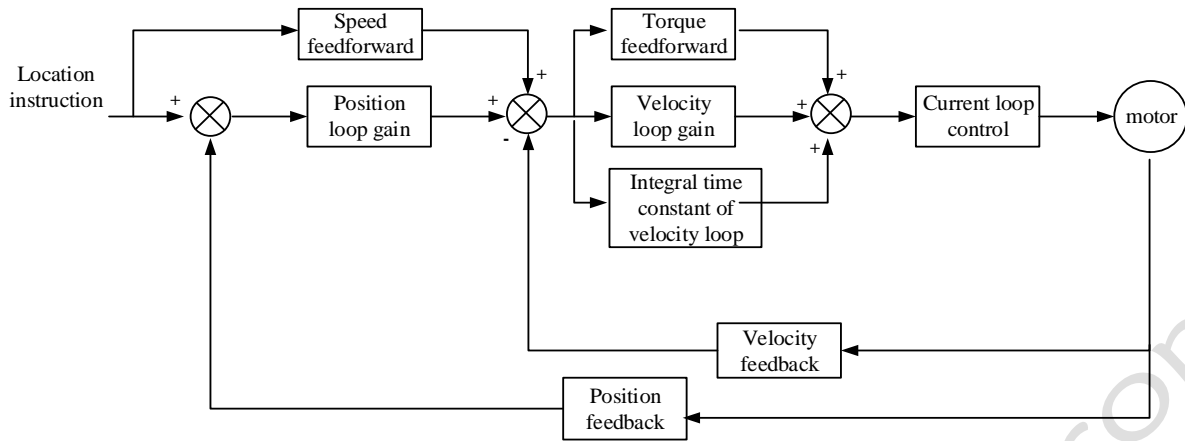 Speed
feedforward
Torque
feedforward
Location
instruction
+
+
+
Position
loop gain
+
-
Velocity
loop gain
+
+
Current loop
control
motor
Integral time
constant of
velocity loop
Velocity
feedback
Position
feedback